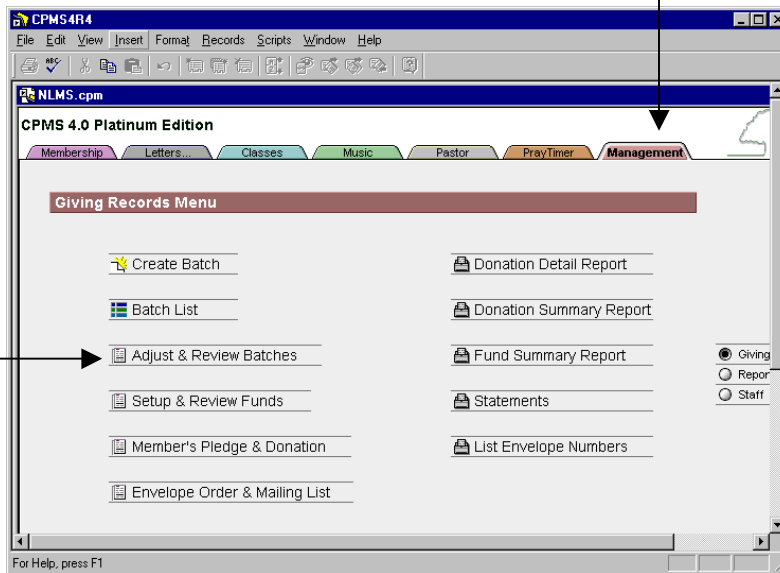 CPMS4R4
File Edit View Insert Format Records Scripts Window Help
ABC
NLMS.cpm
CPMS 4.0 Platinum Edition
Membership Letters... Classes Music Pastor PrayTimer Management
Giving Records Menu
Create Batch Donation Detail Report
Batch List Donation Summary Report
Adjust & Review Batches Fund Summary Report Giving
Setup & Review Funds Statements Repor
Staff
Member's Pledge & Donation List Envelope Numbers
Envelope Order & Mailing List
For Help, press F1